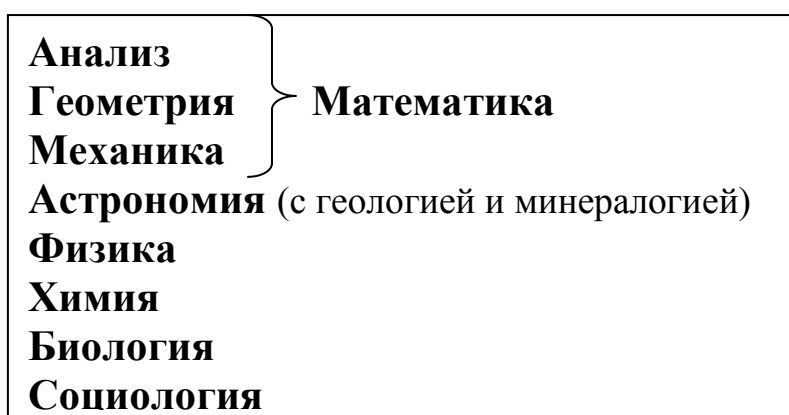 Анализ
Геометрия Математика
Механика
Астрономия (с геологией и минералогией)
Физика
Химия
Биология
Социология